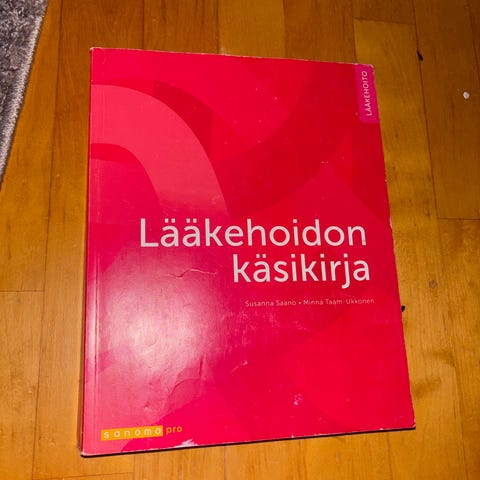 LÄÄKEHOITO
Lääkehoidon
käsikirja
Susanna Saano • Minna Taam-Ukkonen
sanoma pro